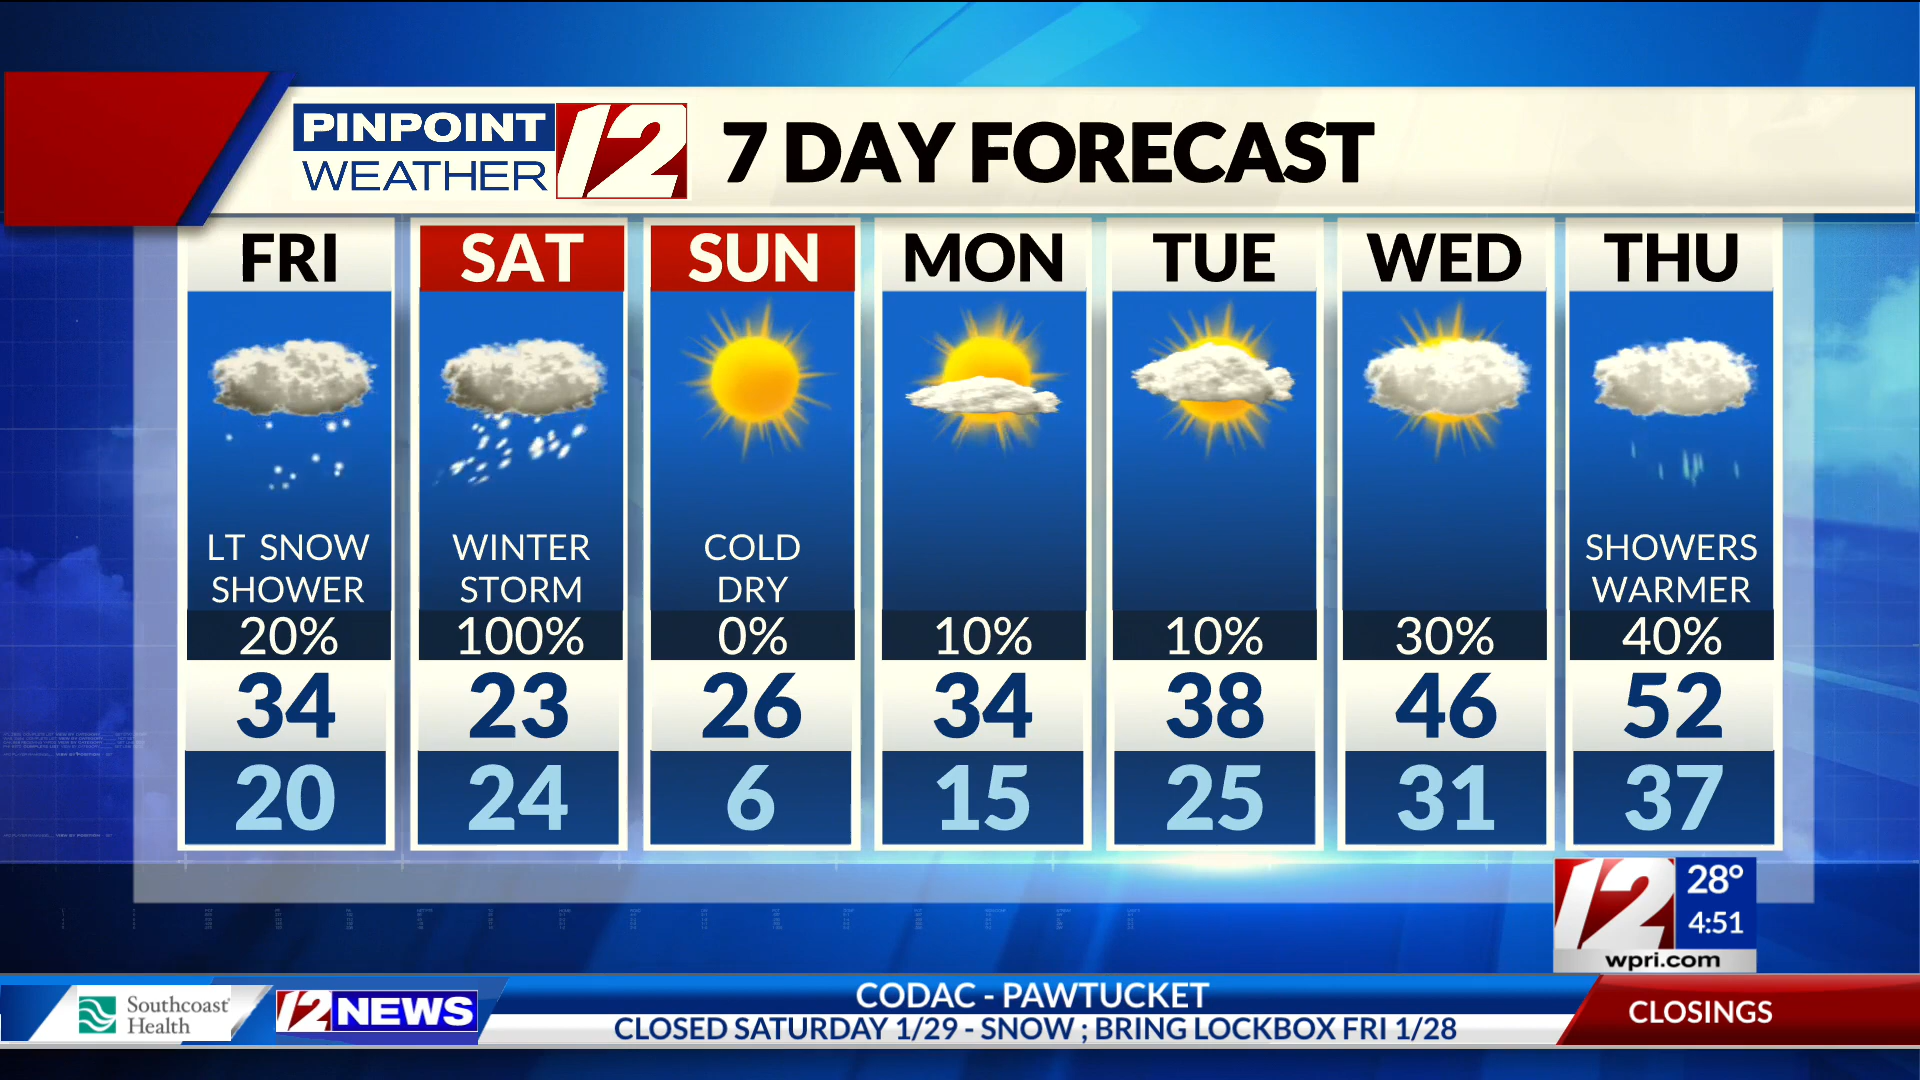 PINPOINT
WEATHER
12
7 DAY FORECAST
FRI
SAT
SUN
MON
TUE
WED
THU
LT SNOW
SHOWER
WINTER
STORM
COLD
DRY
SHOWERS
WARMER
20%
100%
0%
10%
10%
30%
40%
34
23
26
34
38
46
52
20
24
6
15
25
31
37
12
28°
4:51
wpri.com
Southcoast
Health
12 NEWS
CODAC - PAWTUCKET
CLOSED SATURDAY 1/29 - SNOW ; BRING LOCKBOX FRI 1/28
CLOSINGS